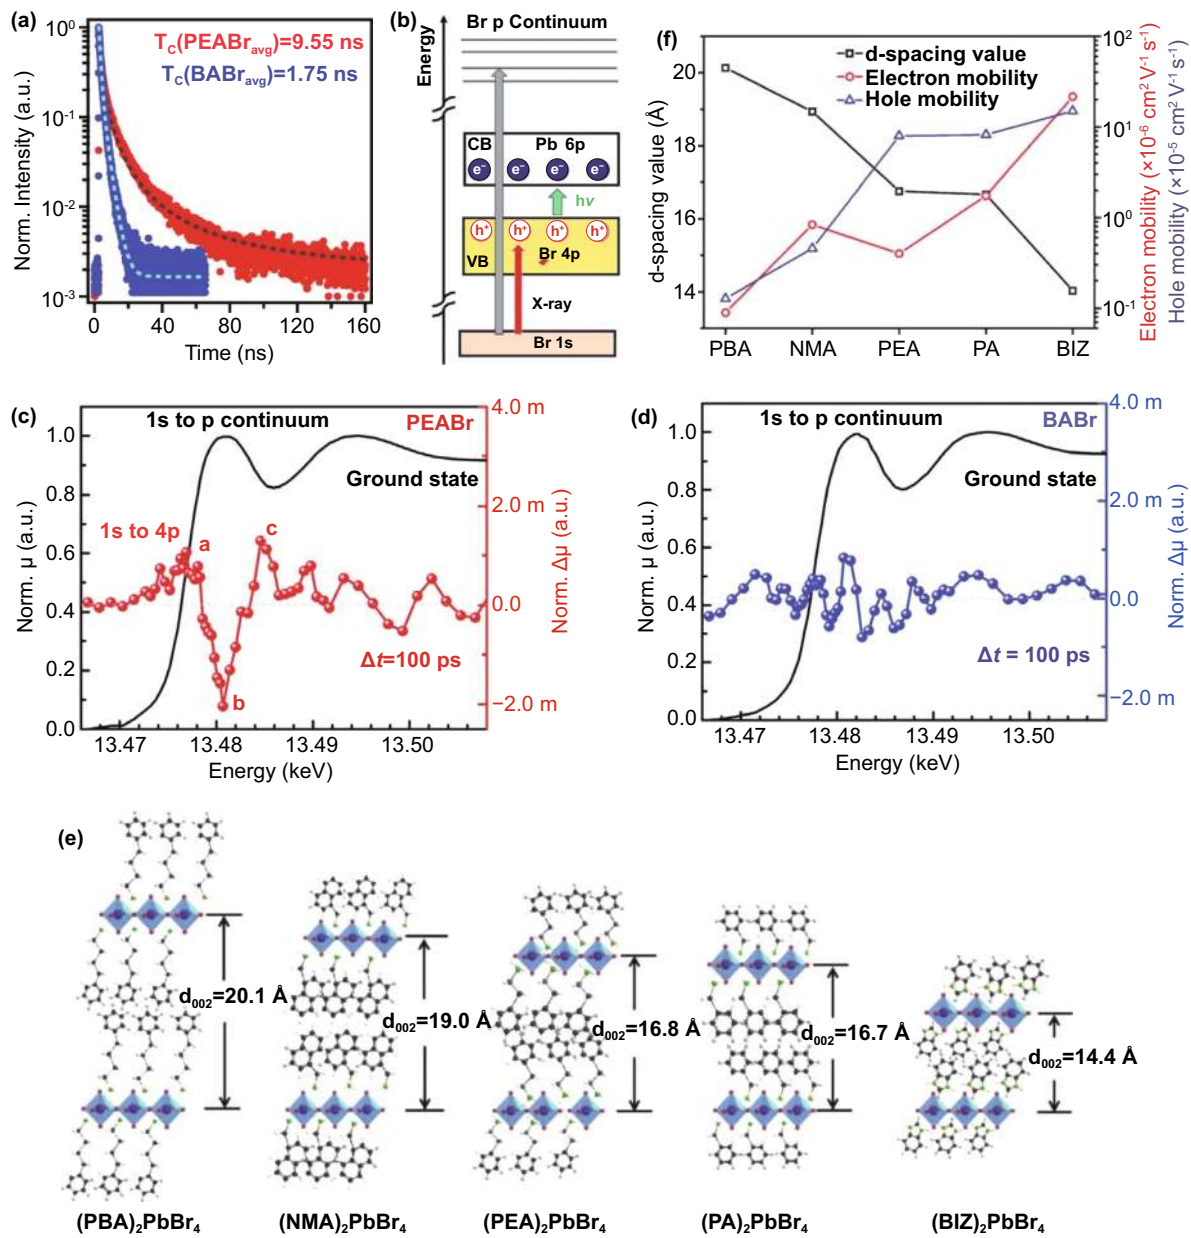 (a)
10⁰
10⁻¹
10⁻²
10⁻³
Norm. Intensity (a.u.)
T_C(PEABr_avg)=9.55 ns
T_C(BABr_avg)=1.75 ns
0 40 80 120 160
Time (ns)
(b)
Energy
Br p Continuum
CB Pb 6p
e⁻ e⁻ e⁻ e⁻
hν
h⁺ h⁺ h⁺ h⁺
VB Br 4p
X-ray
Br 1s
(f)
d-spacing value
Electron mobility
Hole mobility
20
18
16
14
d-spacing value (Å)
10²
10¹
10⁰
10⁻¹
Electron mobility (×10⁻⁶ cm² V⁻¹ s⁻¹)
Hole mobility (×10⁻⁵ cm² V⁻¹ s⁻¹)
PBA NMA PEA PA BIZ
(c)
1s to p continuum
PEABr
Ground state
1s to 4p
a
b
c
Δt=100 ps
1.0
0.8
0.6
0.4
0.2
0.0
Norm. μ (a.u.)
4.0 m
2.0 m
0.0
−2.0 m
Norm. Δμ (a.u.)
13.47 13.48 13.49 13.50
Energy (keV)
(d)
1s to p continuum
BABr
Ground state
Δt = 100 ps
1.0
0.8
0.6
0.4
0.2
0.0
Norm. μ (a.u.)
4.0 m
2.0 m
0.0
−2.0 m
Norm. Δμ (a.u.)
13.47 13.48 13.49 13.50
Energy (keV)
(e)
d₀₀₂=20.1 Å
d₀₀₂=19.0 Å
d₀₀₂=16.8 Å
d₀₀₂=16.7 Å
d₀₀₂=14.4 Å
(PBA)₂PbBr₄
(NMA)₂PbBr₄
(PEA)₂PbBr₄
(PA)₂PbBr₄
(BIZ)₂PbBr₄